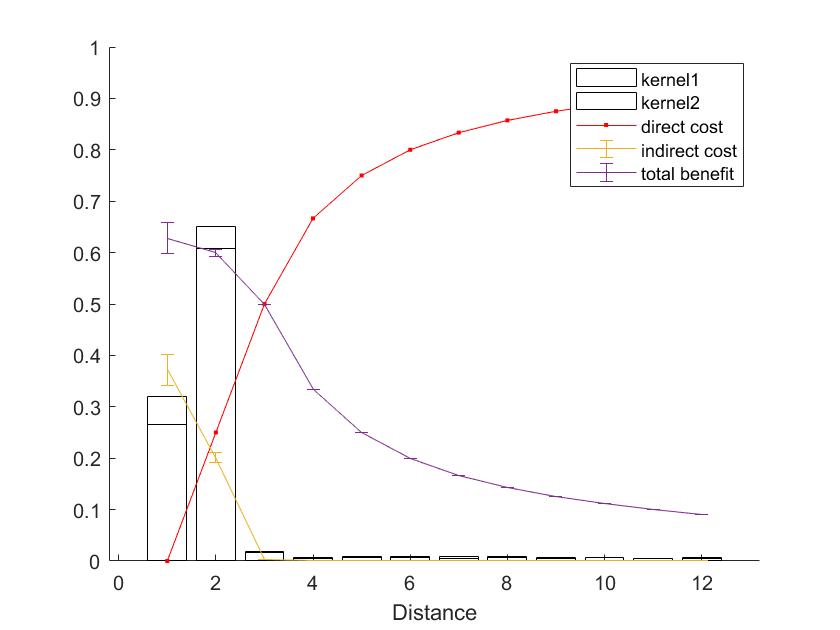 1
0.9
0.8
0.7
0.6
0.5
0.4
0.3
0.2
0.1
0
0 2 4 6 8 10 12
Distance
kernel1
kernel2
direct cost
indirect cost
total benefit